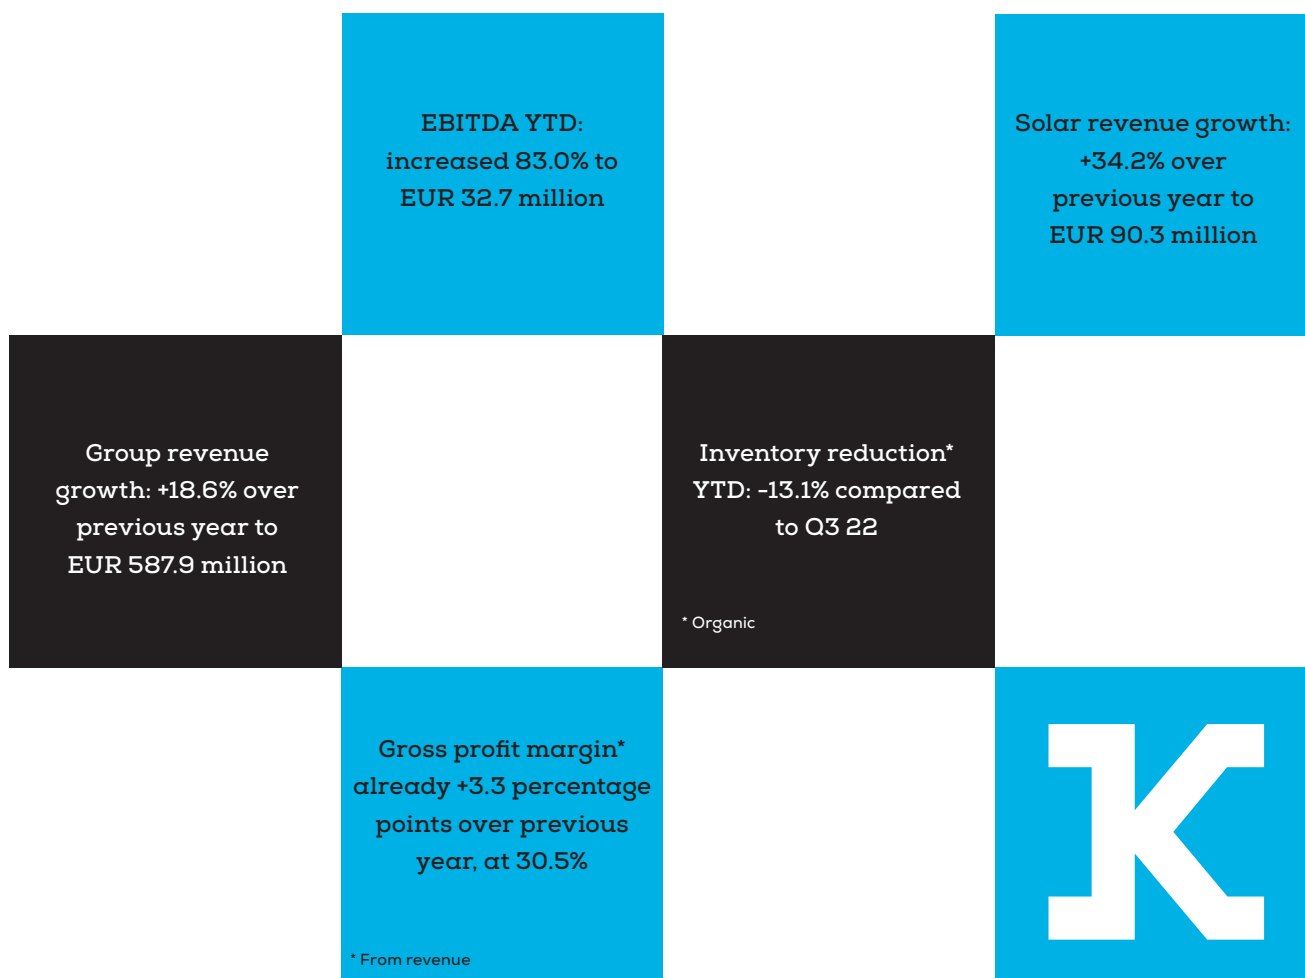 EBITDA YTD:
increased 83.0% to
EUR 32.7 million
Solar revenue growth:
+34.2% over
previous year to
EUR 90.3 million
Group revenue
growth: +18.6% over
previous year to
EUR 587.9 million
Inventory reduction*
YTD: -13.1% compared
to Q3 22
* Organic
Gross profit margin*
already +3.3 percentage
points over previous
year, at 30.5%
* From revenue
K